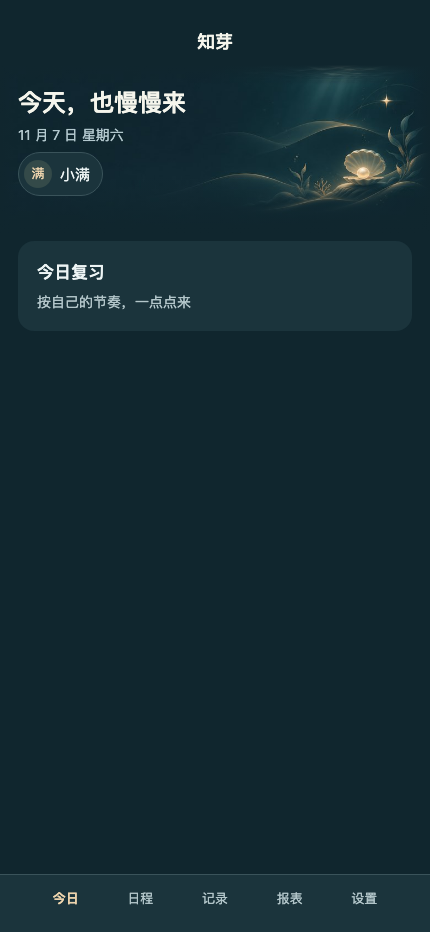 知芽
今天，也慢慢来
11 月 7 日 星期六
满 小满
今日复习
按自己的节奏，一点点来
今日 日程 记录 报表 设置